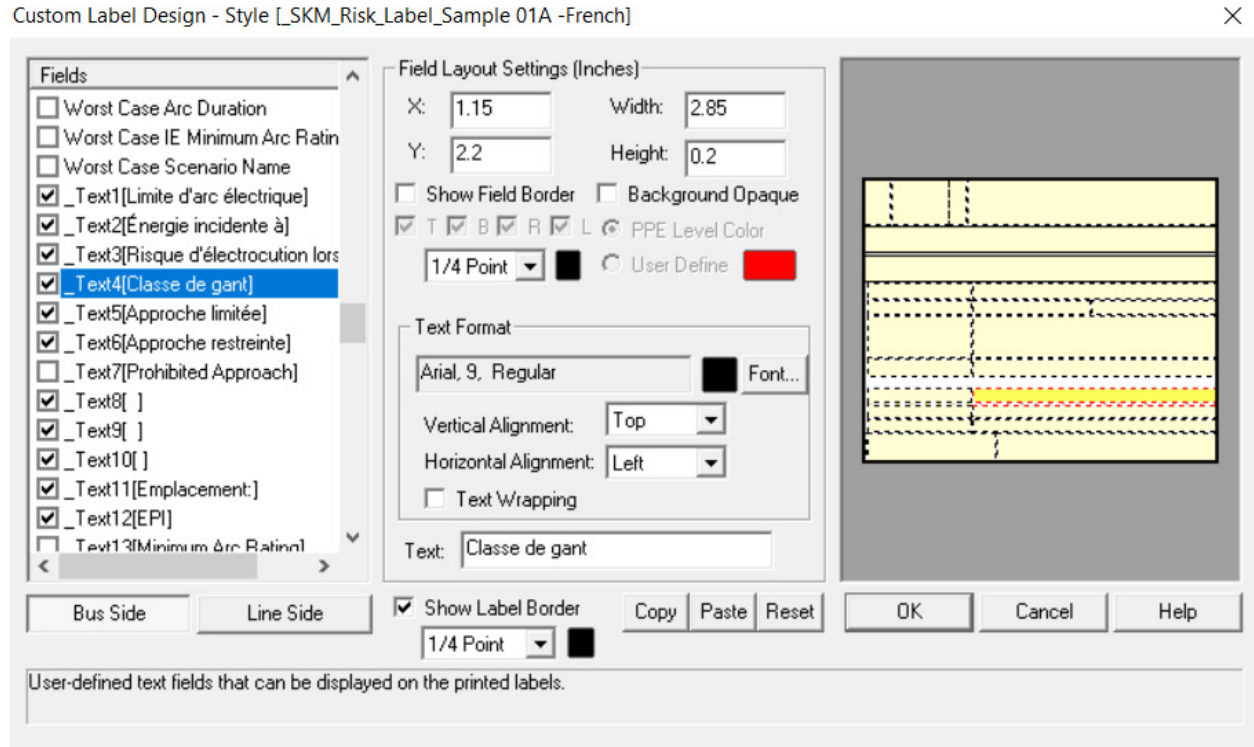 Custom Label Design - Style [_SKM_Risk_Label_Sample 01A -French]
Fields
Worst Case Arc Duration
Worst Case IE Minimum Arc Ratin
Worst Case Scenario Name
_Text1[Limite d'arc électrique]
_Text2[Énergie incidente à]
_Text3[Risque d'électrocution lors
_Text4[Classe de gant]
_Text5[Approche limitée]
_Text6[Approche restreinte]
_Text7[Prohibited Approach]
_Text8[ ]
_Text9[ ]
_Text10[ ]
_Text11[Emplacement:]
_Text12[EPI]
_Text13[Minimum Arc Rating]
Bus Side
Line Side
Field Layout Settings (Inches)
X: 1.15 Width: 2.85
Y: 2.2 Height: 0.2
Show Field Border Background Opaque
T B R L PPE Level Color
1/4 Point User Define
Text Format
Arial, 9, Regular Font...
Vertical Alignment: Top
Horizontal Alignment: Left
Text Wrapping
Text: Classe de gant
Show Label Border Copy Paste Reset
1/4 Point
OK Cancel Help
User-defined text fields that can be displayed on the printed labels.